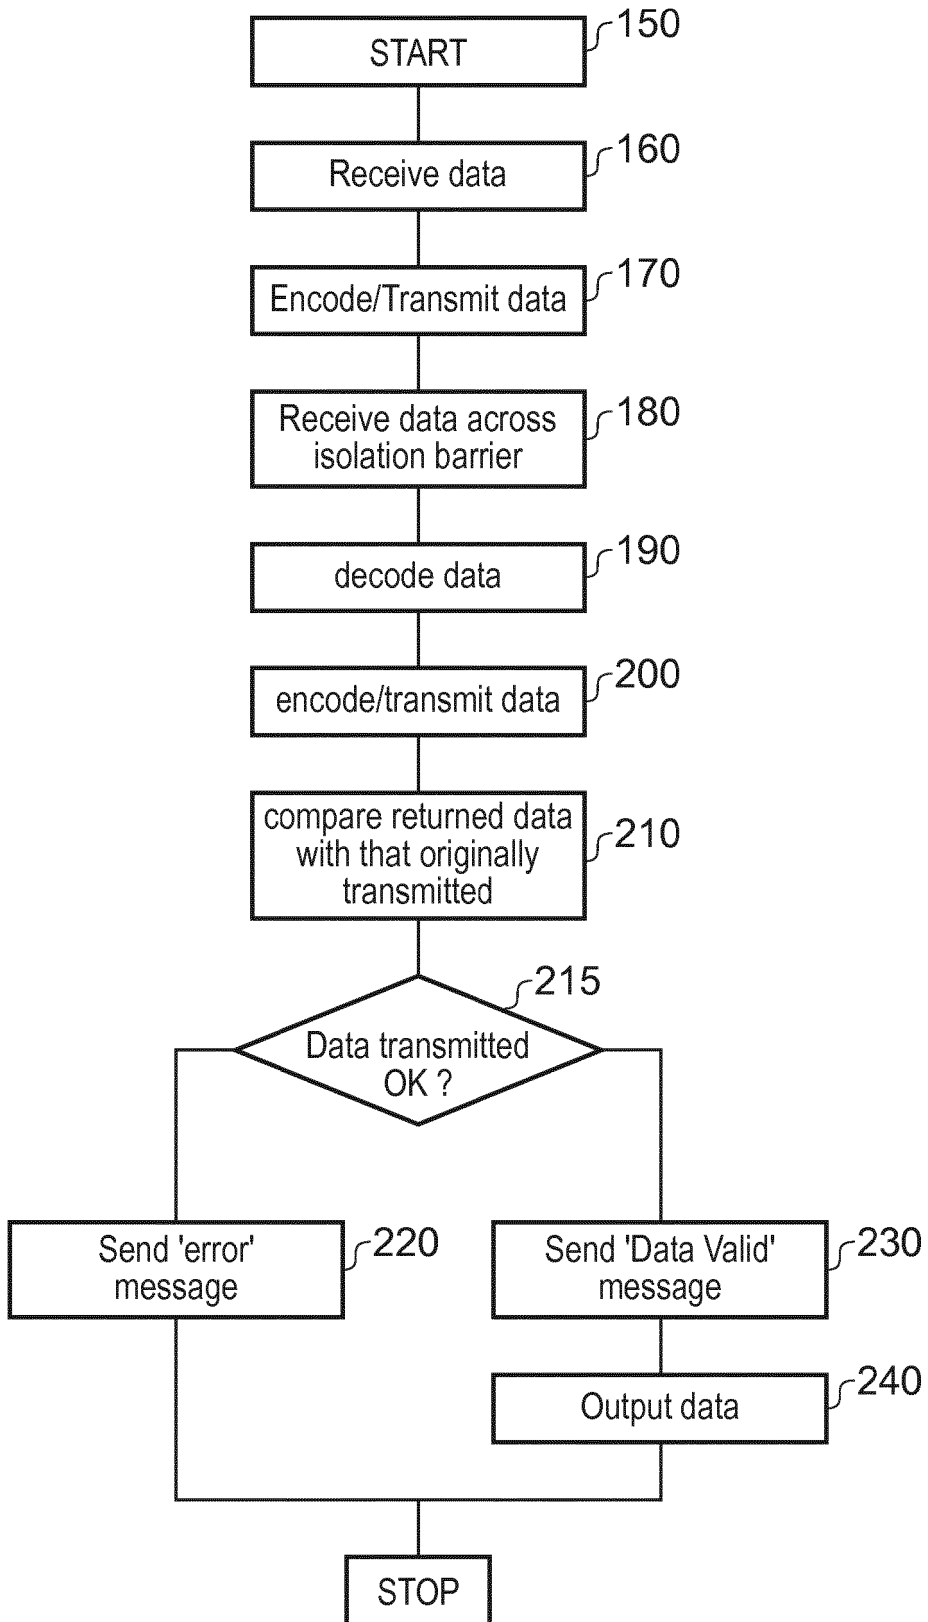 START
150
Receive data
160
Encode/Transmit data
170
Receive data across
isolation barrier
180
decode data
190
encode/transmit data
200
compare returned data
with that originally
transmitted
210
215
Data transmitted
OK ?
Send 'error'
message
220
Send 'Data Valid'
message
230
Output data
240
STOP